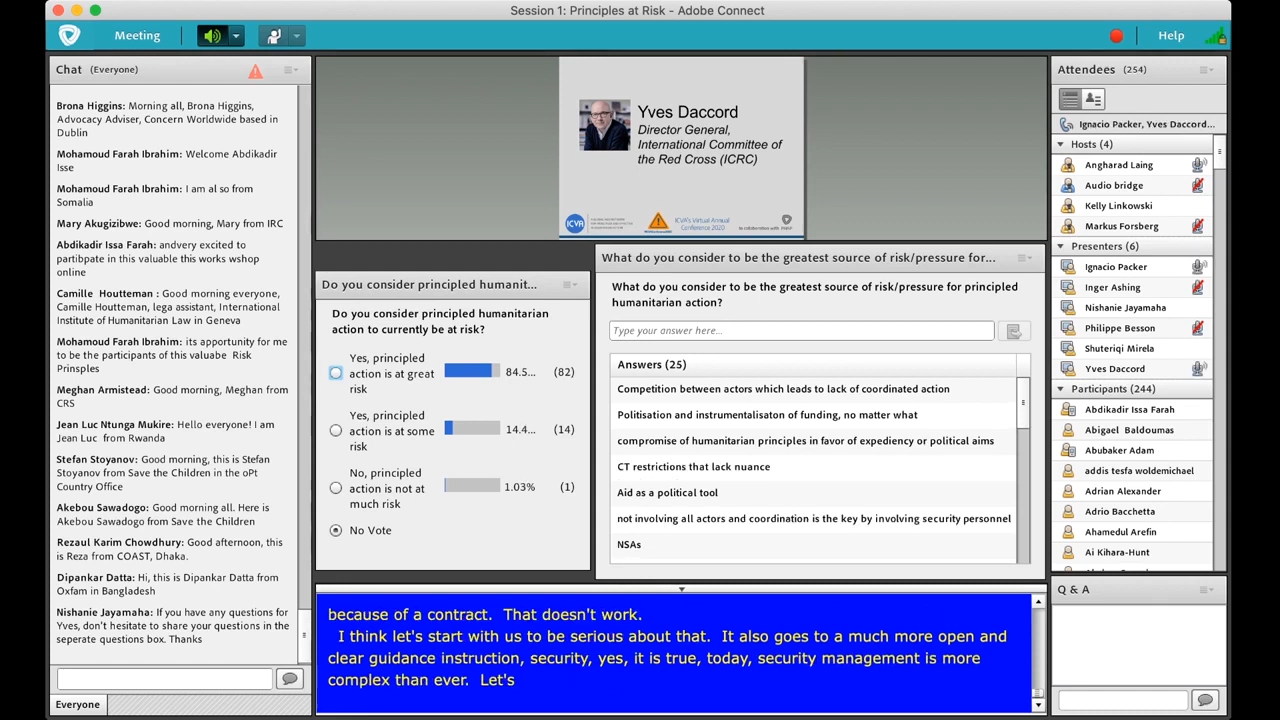 Session 1: Principles at Risk - Adobe Connect
Meeting
Help
Chat (Everyone)
Brona Higgins: Morning all, Brona Higgins,
Advocacy Adviser, Concern Worldwide based in
Dublin
Mohamoud Farah Ibrahim: Welcome Abdikadir
Isse
Mohamoud Farah Ibrahim: I am al so from
Somalia
Mary Akugizibwe: Good morning, Mary from IRC
Abdikadir Issa Farah: andvery excited to
partibpate in this valuable this works wshop
online
Camille Houtteman : Good morning everyone,
Camille Houtteman, lega assistant, International
Institute of Humanitarian Law in Geneva
Mohamoud Farah Ibrahim: its opportunity for me
to be the participants of this valuabe Risk
Prinsples
Meghan Armistead: Good morning, Meghan from
CRS
Jean Luc Ntunga Mukire: Hello everyone! I am
Jean Luc from Rwanda
Stefan Stoyanov: Good morning, this is Stefan
Stoyanov from Save the Children in the oPt
Country Office
Akebou Sawadogo: Good morning all. Here is
Akebou Sawadogo from Save the Children
Rezaul Karim Chowdhury: Good afternoon, this
is Reza from COAST, Dhaka.
Dipankar Datta: Hi, this is Dipankar Datta from
Oxfam in Bangladesh
Nishanie Jayamaha: If you have any questions for
Yves, don't hesitate to share your questions in the
seperate questions box. Thanks
Everyone
Yves Daccord
Director General,
International Committee of
the Red Cross (ICRC)
ICVA
ICVA's Virtual Annual
Conference 2020
Do you consider principled humanit...
Do you consider principled humanitarian
action to currently be at risk?
Yes, principled
action is at great
risk
84.5... (82)
Yes, principled
action is at some
risk
14.4... (14)
No, principled
action is not at
much risk
1.03% (1)
No Vote
What do you consider to be the greatest source of risk/pressure for...
What do you consider to be the greatest source of risk/pressure for principled
humanitarian action?
Type your answer here...
Answers (25)
Competition between actors which leads to lack of coordinated action
Politisation and instrumentalisaton of funding, no matter what
compromise of humanitarian principles in favor of expediency or political aims
CT restrictions that lack nuance
Aid as a political tool
not involving all actors and coordination is the key by involving security personnel
NSAs
because of a contract. That doesn't work.
I think let's start with us to be serious about that. It also goes to a much more open and
clear guidance instruction, security, yes, it is true, today, security management is more
complex than ever. Let's
Attendees (254)
Ignacio Packer, Yves Daccord...
Hosts (4)
Angharad Laing
Audio bridge
Kelly Linkowski
Markus Forsberg
Presenters (6)
Ignacio Packer
Inger Ashing
Nishanie Jayamaha
Philippe Besson
Shuteriqi Mirela
Yves Daccord
Participants (244)
Abdikadir Issa Farah
Abigael Baldoumas
Abubaker Adam
addis tesfa woldemichael
Adrian Alexander
Adrio Bacchetta
Ahamedul Arefin
Ai Kihara-Hunt
Q & A